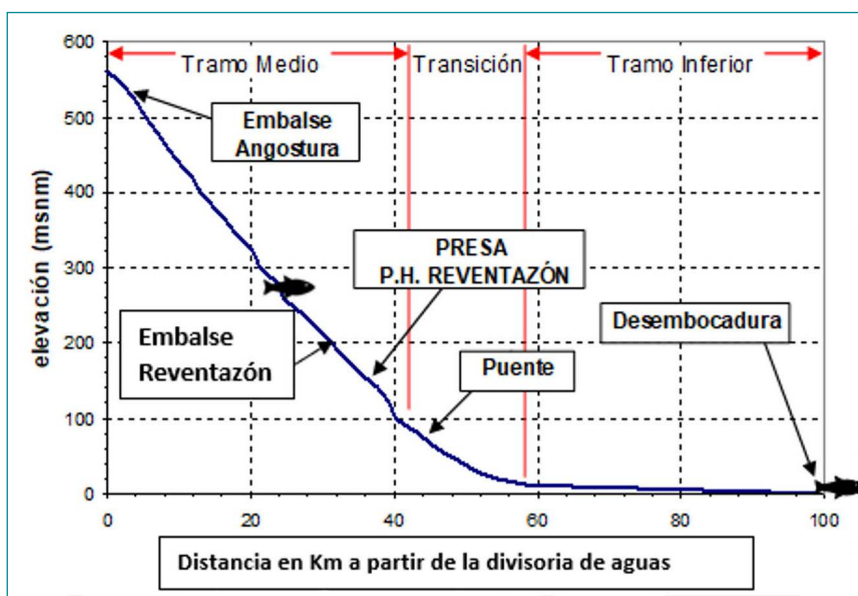 600
Tramo Medio Transición Tramo Inferior
500
Embalse
Angostura
400
elevación (msnm)
300
PRESA
P.H. REVENTAZÓN
Desembocadura
200
Embalse
Reventazón
Puente
100
0
0 20 40 60 80 100
Distancia en Km a partir de la divisoria de aguas